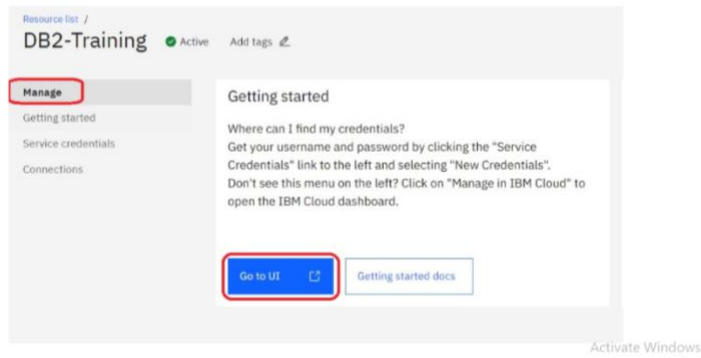 Resource list /
DB2-Training Active Add tags
Manage
Getting started
Service credentials
Connections
Getting started
Where can I find my credentials?
Get your username and password by clicking the "Service
Credentials" link to the left and selecting "New Credentials".
Don't see this menu on the left? Click on "Manage in IBM Cloud" to
open the IBM Cloud dashboard.
Go to UI
Getting started docs
Activate Windows